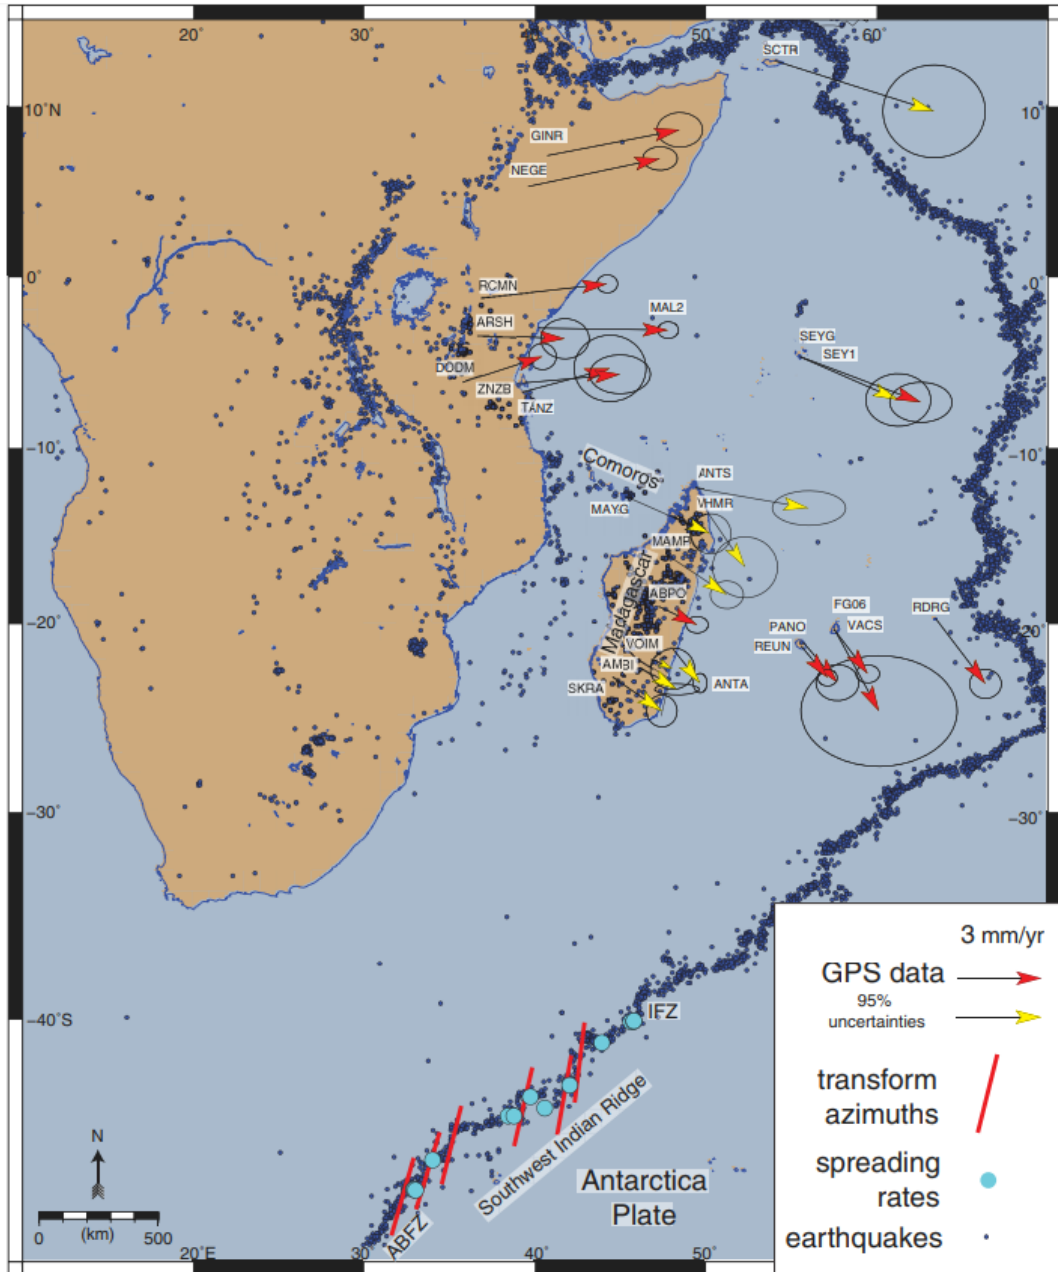 20˚
30˚
40˚
50˚
60˚
SCTR
10˚N
10˚
GINR
NEGE
0˚
0˚
RCMN
MAL2
ARSH
SEYG
SEY1
DODM
ZNZB
TANZ
−10˚
−10˚
Comoros
ANTS
VHMR
MAYG
MAMP
Madagascar
ABPO
FG06
RDRG
PANO
VACS
−20˚
−20˚
REUN
VOIM
AMBI
SKRA
ANTA
−30˚
−30˚
3 mm/yr
GPS data
95%
uncertainties
−40˚S
IFZ
transform
azimuths
Southwest Indian Ridge
N
spreading
rates
Antarctica
Plate
0
(km)
500
ABFZ
earthquakes
20˚E
30˚
40˚
50˚